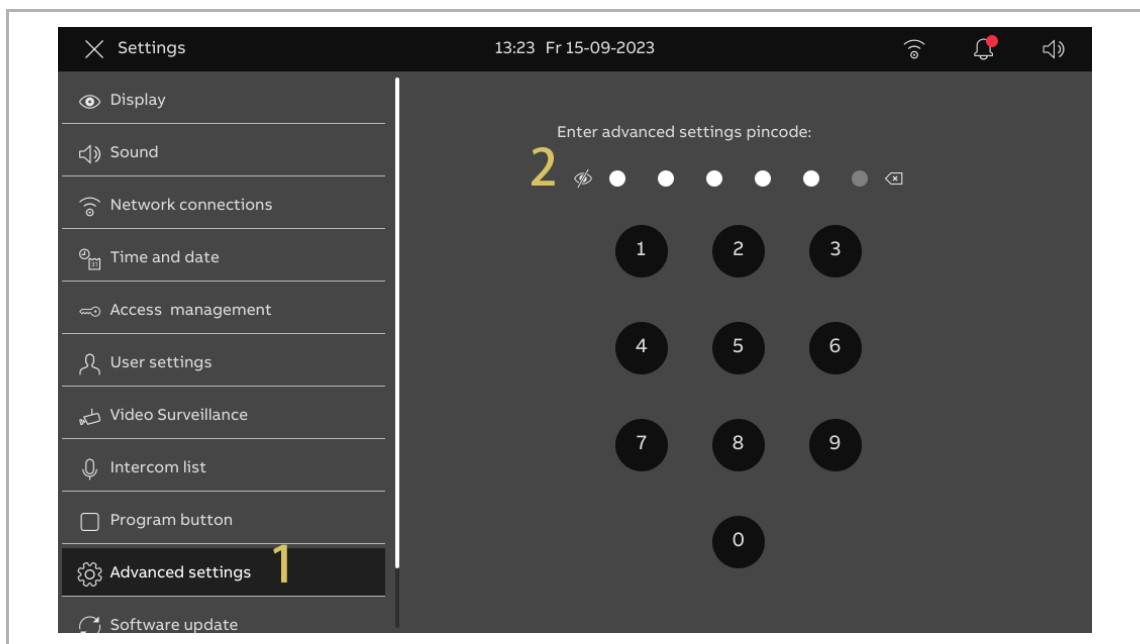 Settings
13:23 Fr 15-09-2023
Display
Sound
Network connections
31
Time and date
Access management
User settings
Video Surveillance
Intercom list
Program button
Advanced settings
1
Software update
Enter advanced settings pincode:
2
1 2 3
4 5 6
7 8 9
0